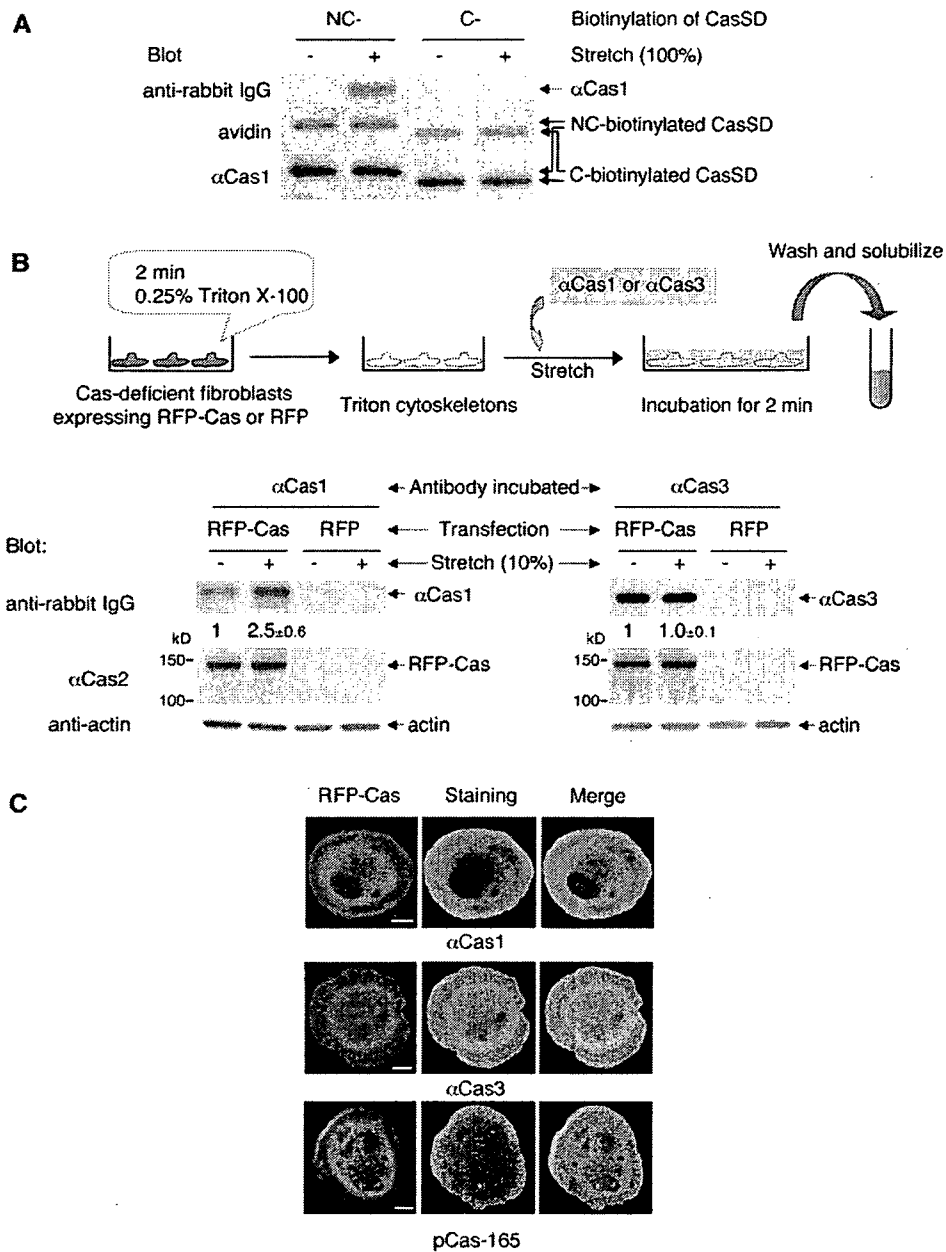 A
NC- C- Biotinylation of CasSD
Blot - + - + Stretch (100%)
anti-rabbit IgG αCas1
avidin NC-biotinylated CasSD
αCas1 C-biotinylated CasSD
B
Wash and solubilize
2 min
0.25% Triton X-100
αCas1 or αCas3
Stretch
Cas-deficient fibroblasts
expressing RFP-Cas or RFP
Triton cytoskeletons
Incubation for 2 min
αCas1 Antibody incubated αCas3
RFP-Cas RFP Transfection RFP-Cas RFP
Blot:
- + - + Stretch (10%) - + - +
anti-rabbit IgG αCas1 αCas3
kD 1 2.5±0.6 kD 1 1.0±0.1
αCas2 150- RFP-Cas 150- RFP-Cas
100- 100-
anti-actin actin actin
C
RFP-Cas Staining Merge
αCas1
αCas3
pCas-165